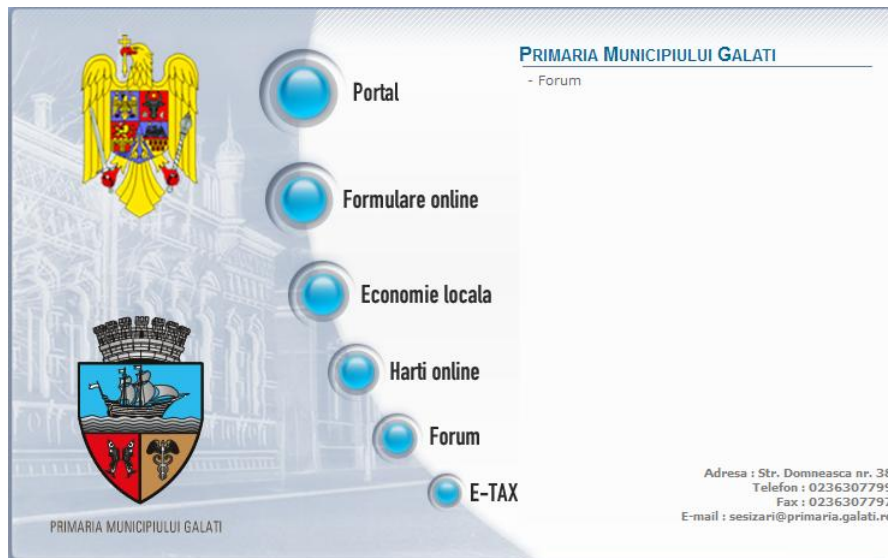 Portal
Formulare online
Economie locala
Harti online
Forum
E-TAX
PRIMARIA MUNICIPIULUI GALATI
PRIMARIA MUNICIPIULUI GALATI
- Forum
Adresa : Str. Domneasca nr. 38
Telefon : 0236307799
Fax : 0236307797
E-mail : sesizari@primaria.galati.ro